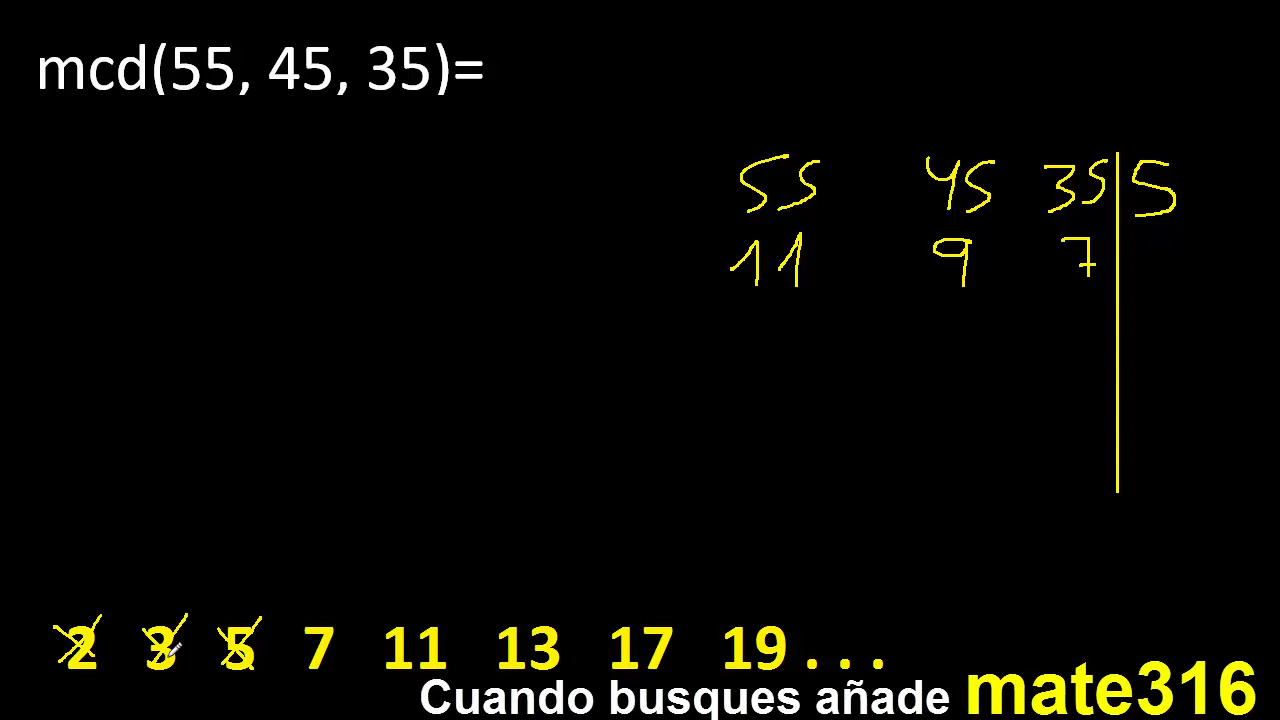 mcd(55, 45, 35)=
55 45 35 5
11 9 7
2 3 5 7 11 13 17 19 . . .
Cuando busques añade mate316